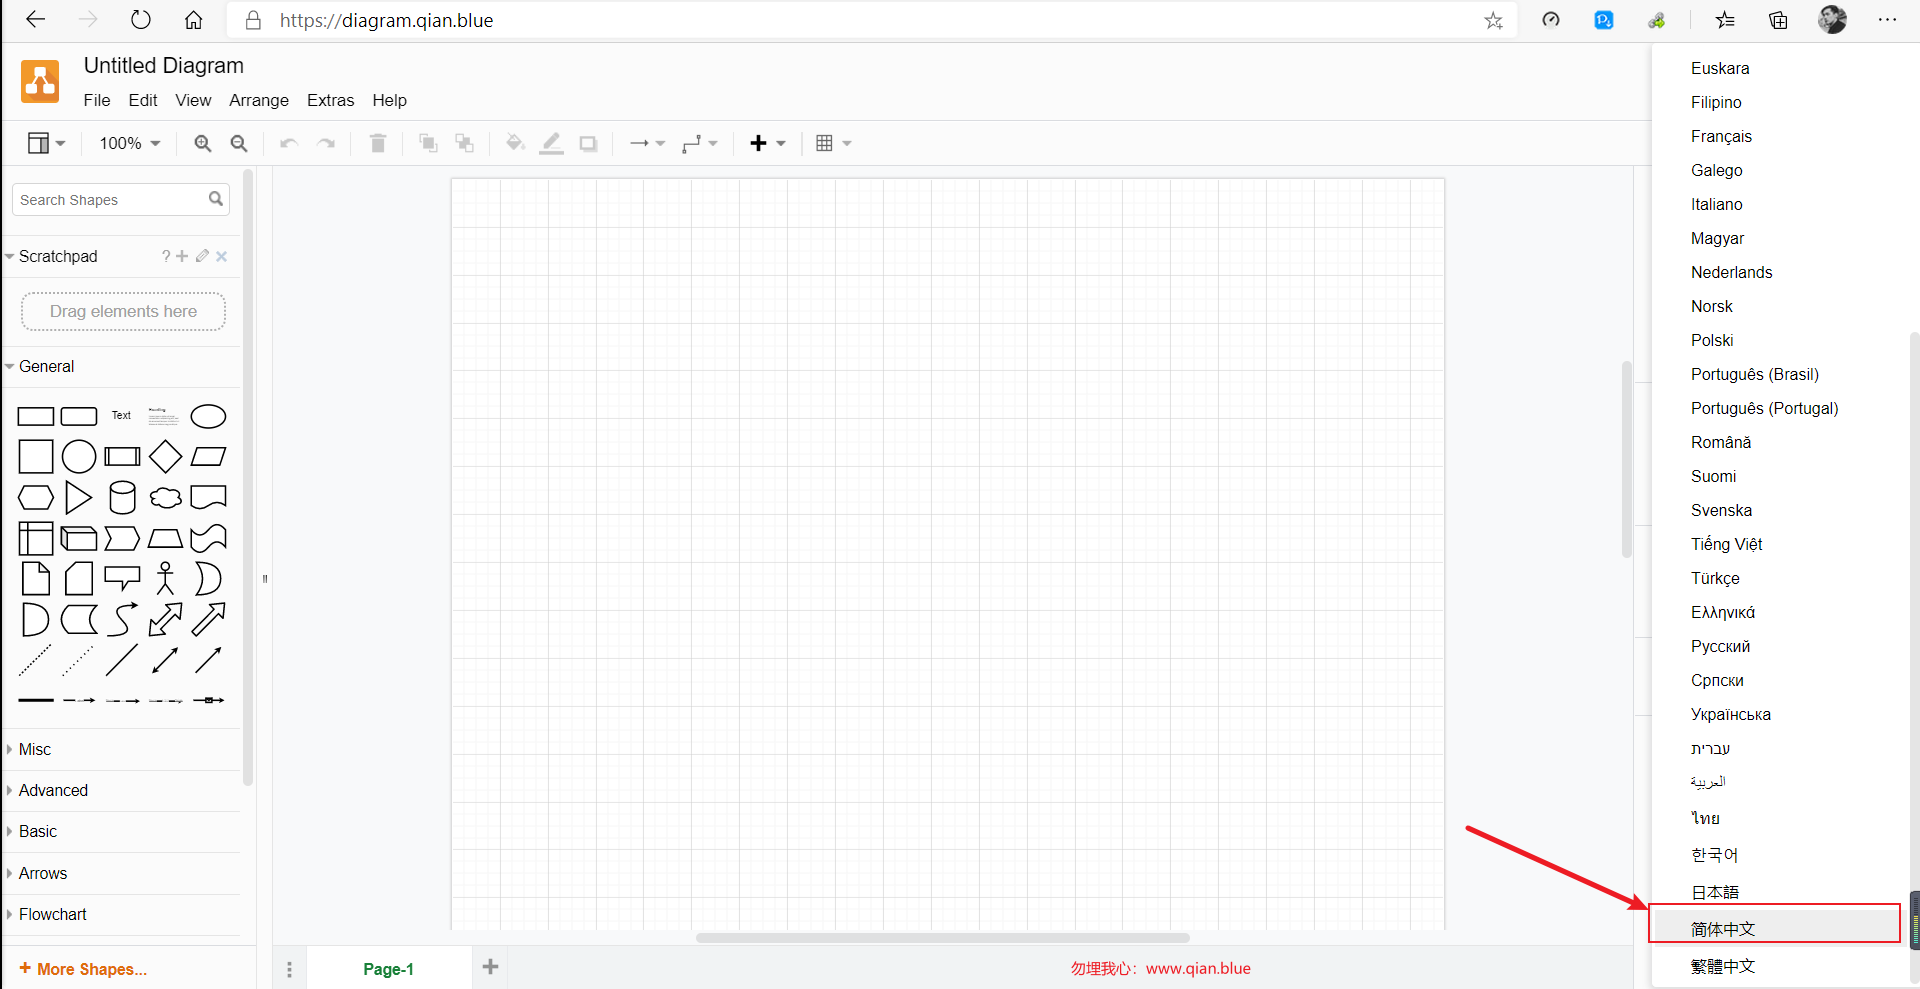 https://diagram.qian.blue
Untitled Diagram
File Edit View Arrange Extras Help
100%
Search Shapes
Scratchpad
?
Drag elements here
General
Text
Heading
Misc
Advanced
Basic
Arrows
Flowchart
+ More Shapes...
Page-1
勿埋我心：www.qian.blue
Euskara
Filipino
Français
Galego
Italiano
Magyar
Nederlands
Norsk
Polski
Português (Brasil)
Português (Portugal)
Română
Suomi
Svenska
Tiếng Việt
Türkçe
Ελληνικά
Русский
Српски
Українська
עברית
العربية
ไทย
한국어
日本語
简体中文
繁體中文